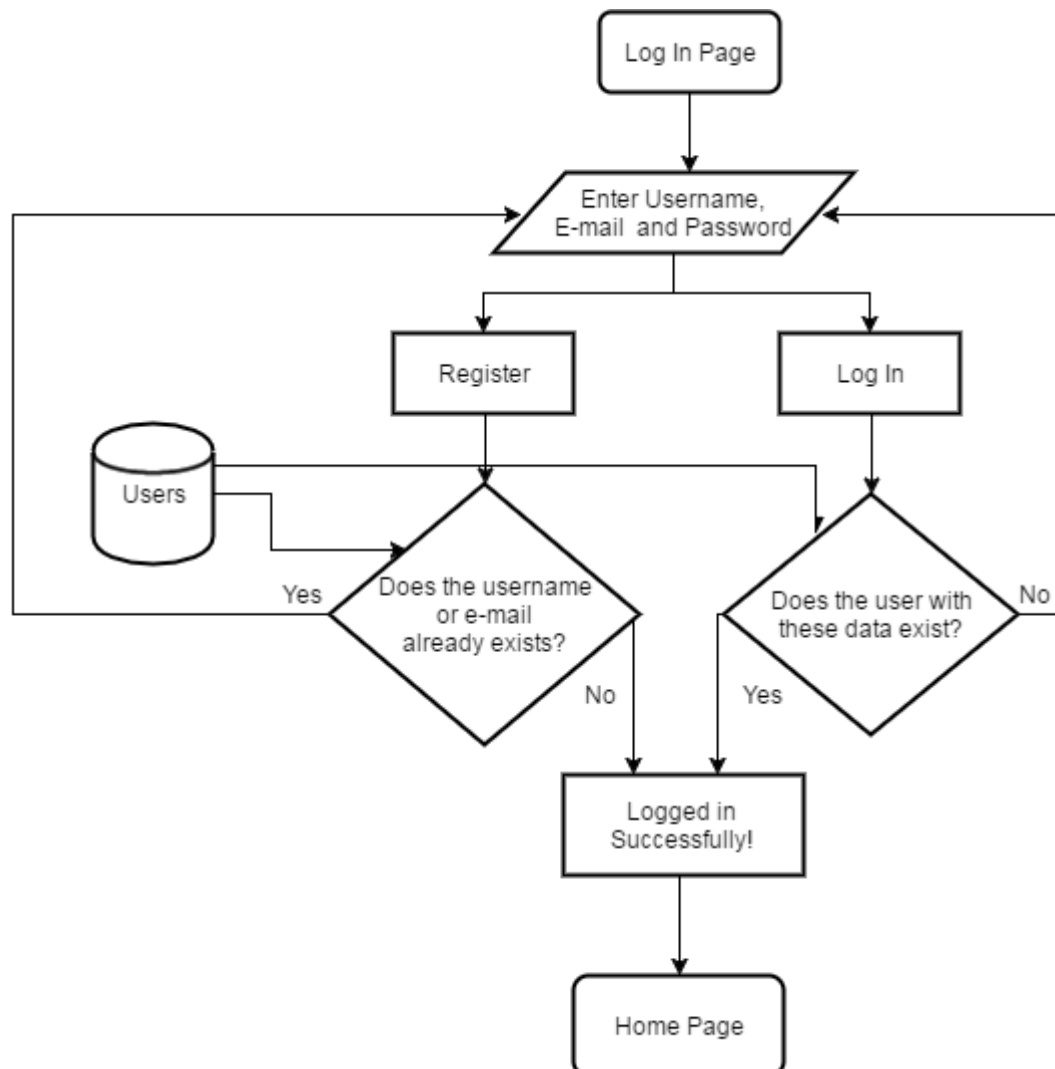 Log In Page
Enter Username,
E-mail and Password
Register
Log In
Users
Does the username
or e-mail
already exists?
Yes
No
Does the user with
these data exist?
Yes
No
Logged in
Successfully!
Home Page